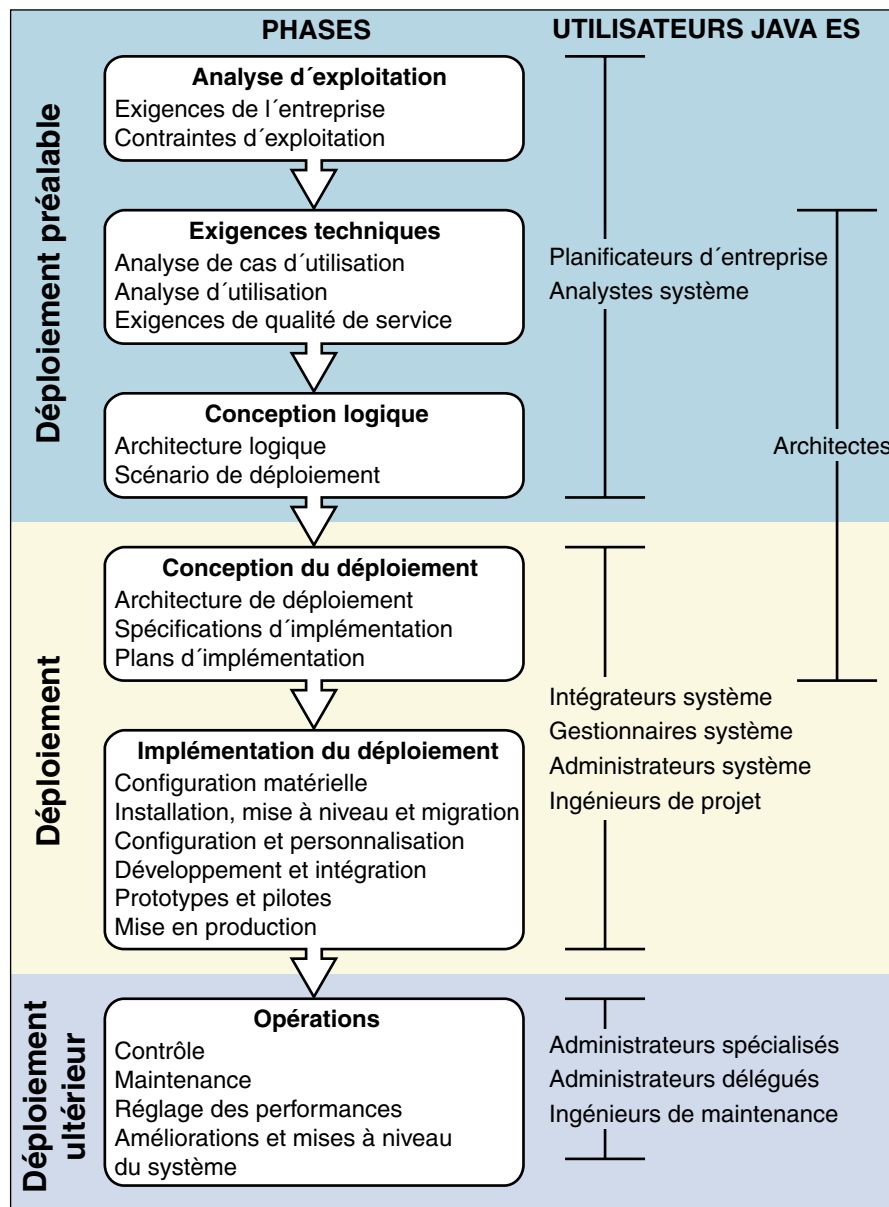 PHASES
UTILISATEURS JAVA ES
Déploiement préalable
Analyse d´exploitation
Exigences de l´entreprise
Contraintes d´exploitation
Exigences techniques
Analyse de cas d´utilisation
Analyse d´utilisation
Exigences de qualité de service
Planificateurs d´entreprise
Analystes système
Conception logique
Architecture logique
Scénario de déploiement
Architectes
Déploiement
Conception du déploiement
Architecture de déploiement
Spécifications d´implémentation
Plans d´implémentation
Intégrateurs système
Gestionnaires système
Administrateurs système
Ingénieurs de projet
Implémentation du déploiement
Configuration matérielle
Installation, mise à niveau et migration
Configuration et personnalisation
Développement et intégration
Prototypes et pilotes
Mise en production
Déploiement
ultérieur
Opérations
Contrôle
Maintenance
Réglage des performances
Améliorations et mises à niveau
du système
Administrateurs spécialisés
Administrateurs délégués
Ingénieurs de maintenance